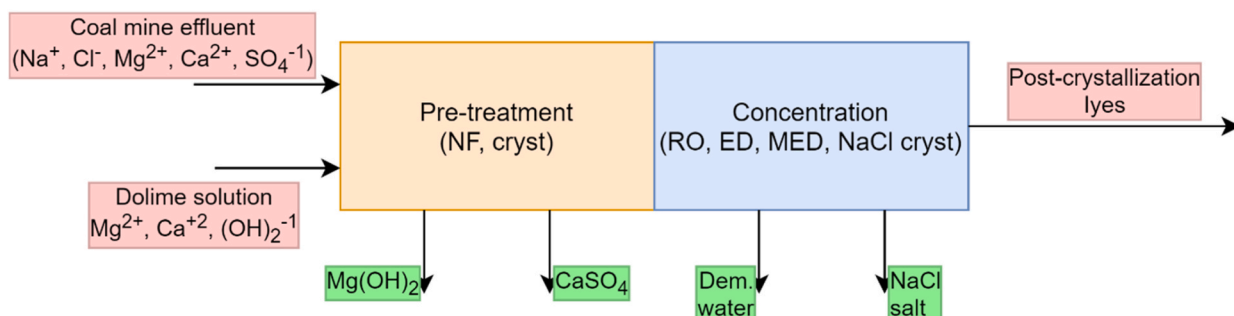 Coal mine effluent
(Na⁺, Cl⁻, Mg²⁺, Ca²⁺, SO₄⁻¹)
Pre-treatment
(NF, cryst)
Concentration
(RO, ED, MED, NaCl cryst)
Post-crystallization
lyes
Dolime solution
Mg²⁺, Ca⁺², (OH)₂⁻¹
Mg(OH)₂
CaSO₄
Dem.
water
NaCl
salt